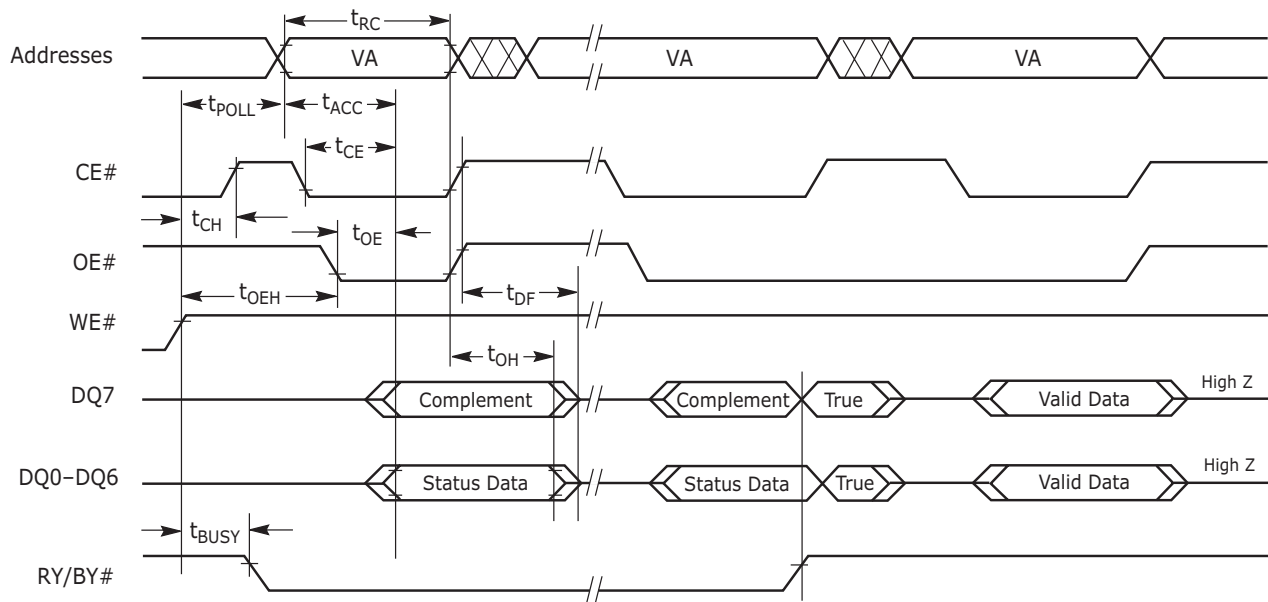 tRC
Addresses VA VA VA
tPOLL tACC
tCE
CE#
tCH
tOE
OE#
tOEH tDF
WE#
tOH
DQ7 Complement Complement True Valid Data High Z
DQ0–DQ6 Status Data Status Data True Valid Data High Z
tBUSY
RY/BY#